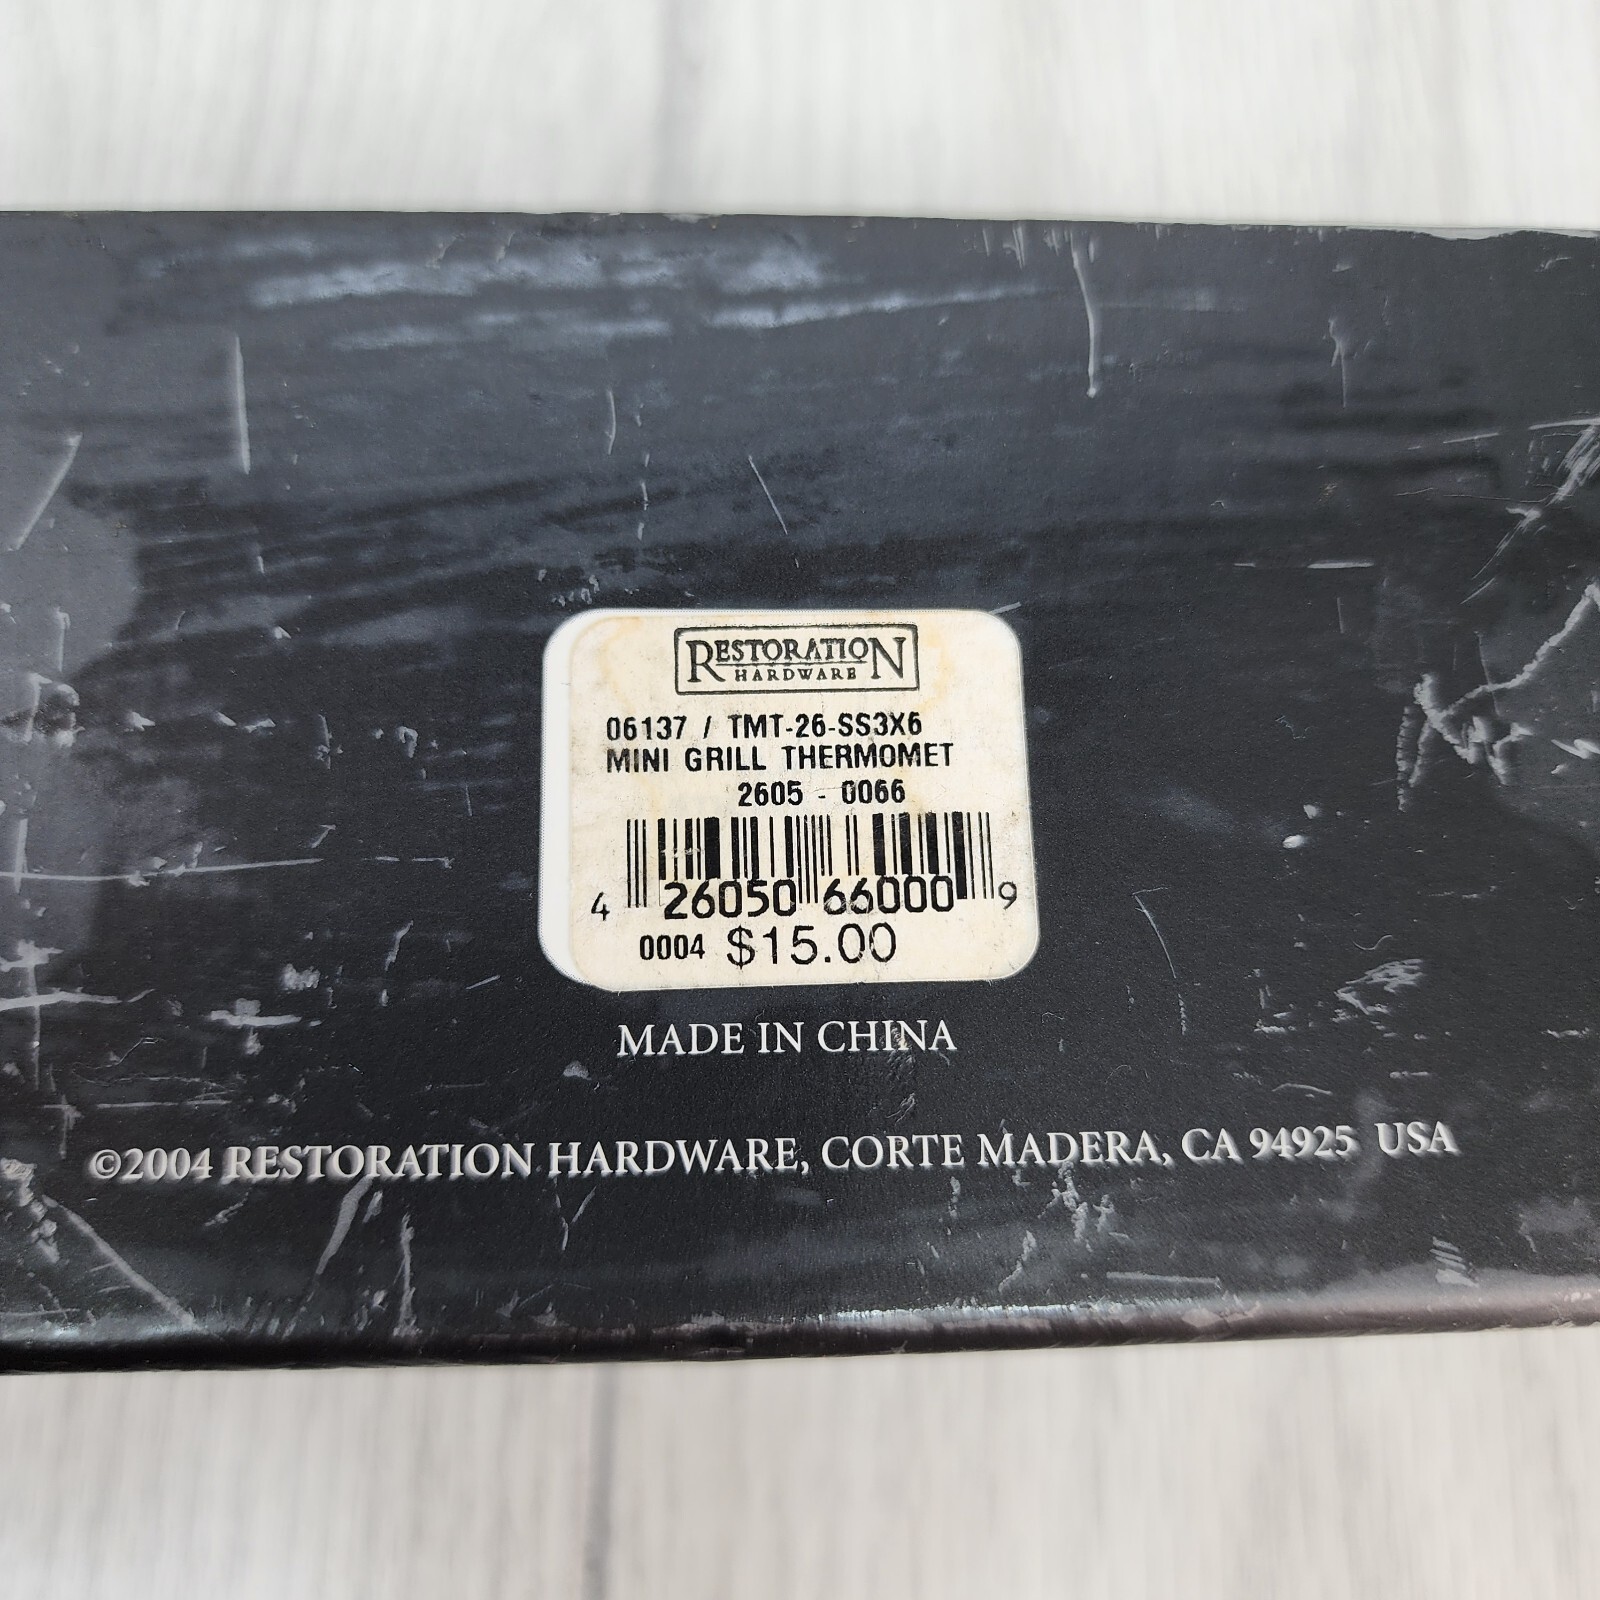 RESTORATION
HARDWARE
06137 / TMT-26-SS3X6
MINI GRILL THERMOMET
2605 - 0066
4 26050 66000 9
0004 $15.00
MADE IN CHINA
©2004 RESTORATION HARDWARE, CORTE MADERA, CA 94925 USA